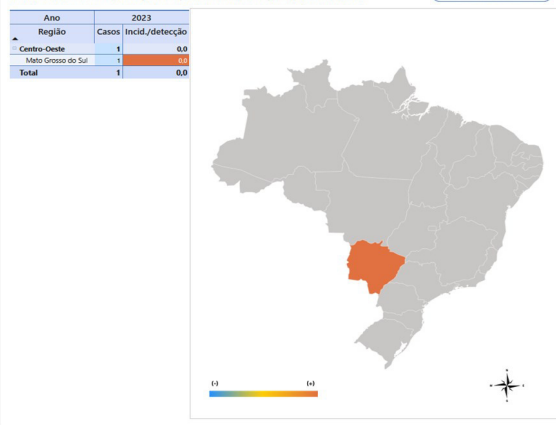 Ano 2023
Região Casos Incid./detecção
Centro-Oeste 1 0,0
Mato Grosso do Sul 1 0,0
Total 1 0,0
(-) (+)